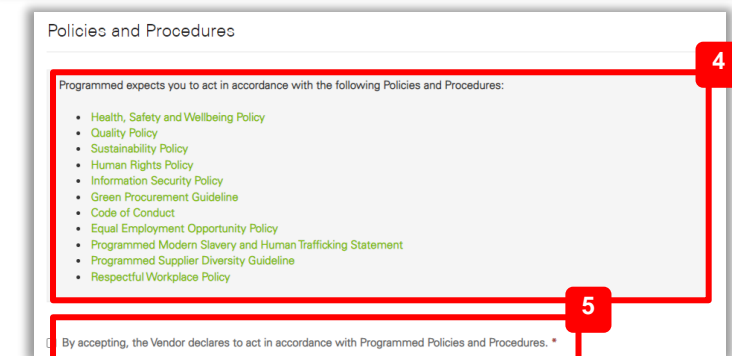 Policies and Procedures
4
Programmed expects you to act in accordance with the following Policies and Procedures:
• Health, Safety and Wellbeing Policy
• Quality Policy
• Sustainability Policy
• Human Rights Policy
• Information Security Policy
• Green Procurement Guideline
• Code of Conduct
• Equal Employment Opportunity Policy
• Programmed Modern Slavery and Human Trafficking Statement
• Programmed Supplier Diversity Guideline
• Respectful Workplace Policy
5
By accepting, the Vendor declares to act in accordance with Programmed Policies and Procedures. *